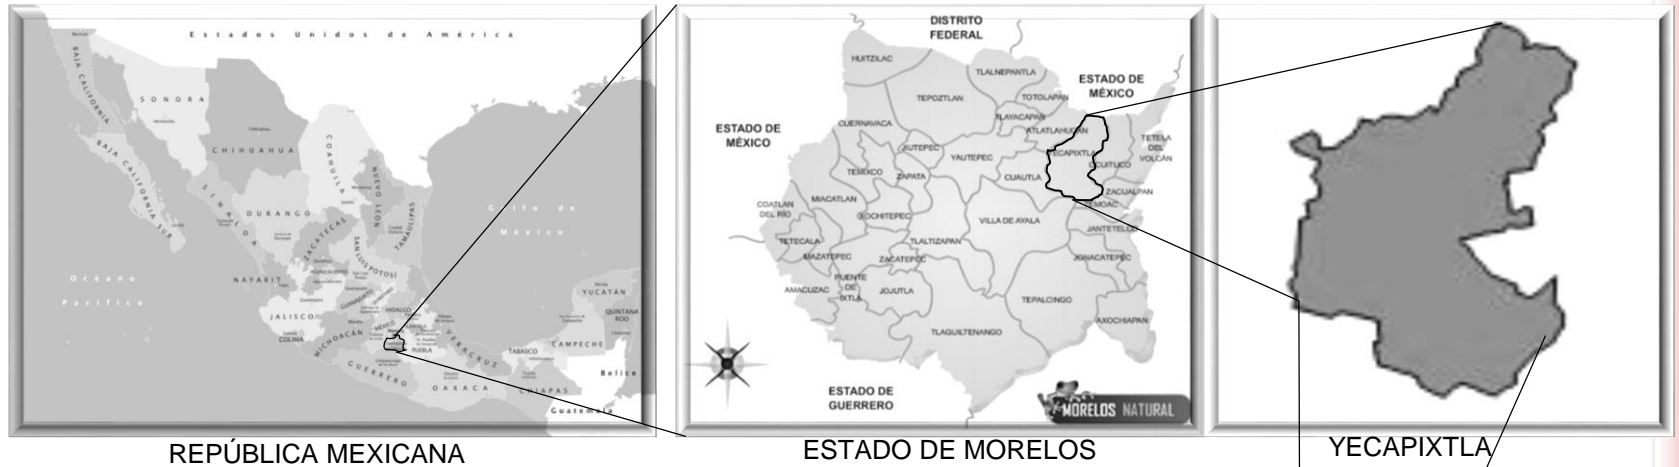 Estados Unidos de América
BAJA CALIFORNIA
SONORA
CHIHUAHUA
COAHUILA
BAJA CALIFORNIA SUR
SINALOA
DURANGO
NUEVO LEÓN
TAMAULIPAS
ZACATECAS
SAN LUIS POTOSÍ
Golfo de
México
Océano
Pacífico
NAYARIT
JALISCO
GUANAJUATO
HIDALGO
COLIMA
MICHOACÁN
MÉXICO
PUEBLA
VERACRUZ
GUERRERO
OAXACA
TABASCO
CHIAPAS
CAMPECHE
YUCATÁN
QUINTANA
ROO
Belice
Guatemala
REPÚBLICA MEXICANA
DISTRITO
FEDERAL
ESTADO DE
MÉXICO
ESTADO DE
MÉXICO
HUITZILAC
TLALNEPANTLA
TEPOZTLAN
TOTOLAPAN
TLAYACAPAN
ATLATLAHUCAN
CUERNAVACA
JIUTEPEC
YAUTEPEC
YECAPIXTLA
OCUITUCO
TETELA
DEL
VOLCÁN
TEMIXCO
ZAPATA
CUAUTLA
ZACUALPAN
TEMOAC
MIACATLAN
COATLAN
DEL RÍO
XOCHITEPEC
VILLA DE AYALA
JANTETELCO
TETECALA
TLALTIZAPAN
MAZATEPEC
ZACATEPEC
JONACATEPEC
PUENTE
DE
IXTLA
AMACUZAC
JOJUTLA
TEPALCINGO
AXOCHIAPAN
TLAQUILTENANGO
ESTADO DE
GUERRERO
MORELOS NATURAL
ESTADO DE MORELOS
YECAPIXTLA